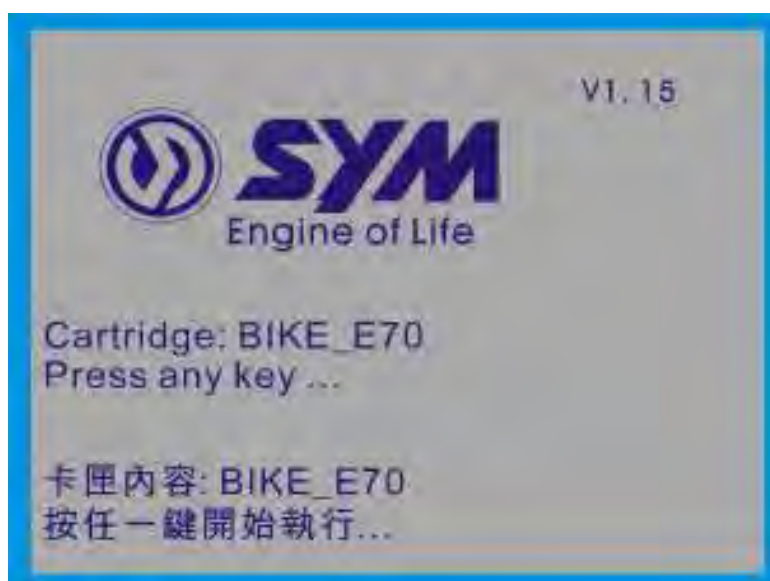 V1.15
SYM
Engine of Life
Cartridge: BIKE_E70
Press any key ...
卡匣內容: BIKE_E70
按任一鍵開始執行...